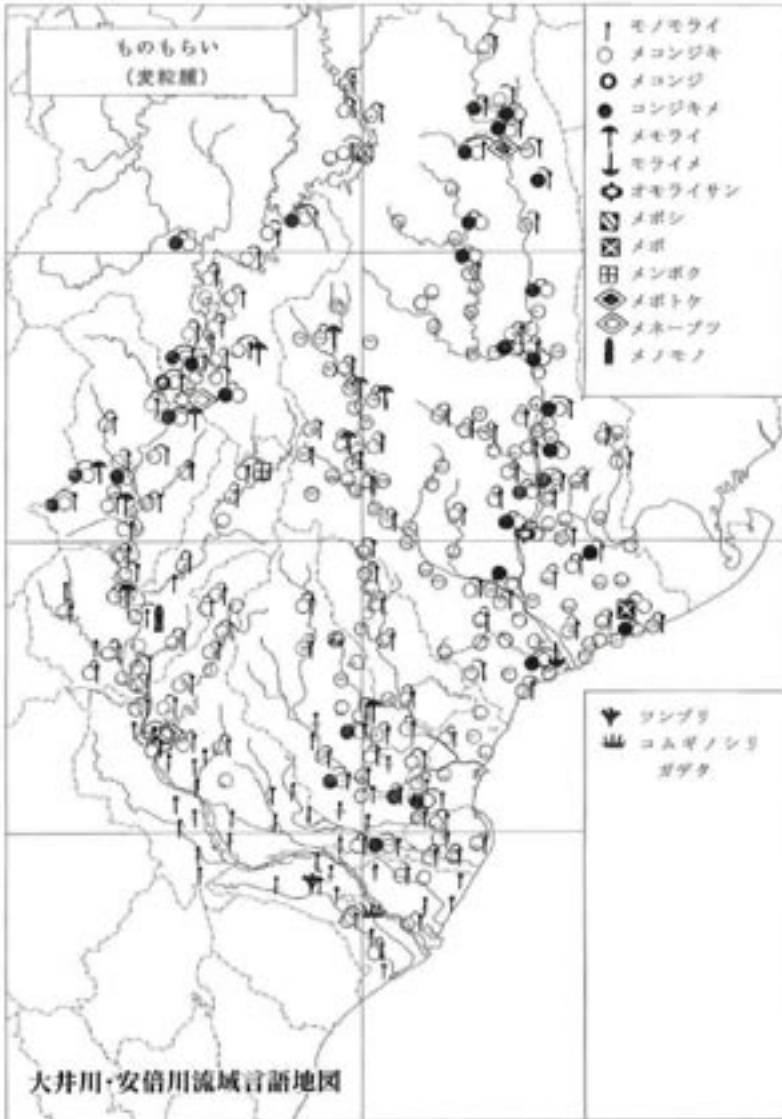 ものもらい
(麦粒腫)
モノモライ
メコンジキ
メコンジ
コンジキメ
メモライ
モライメ
オモライサン
メボシ
メボ
メンボク
メボトケ
メネーブツ
メノモノ
ツンブリ
コムギノシリ
ガデタ
大井川・安倍川流域言語地図